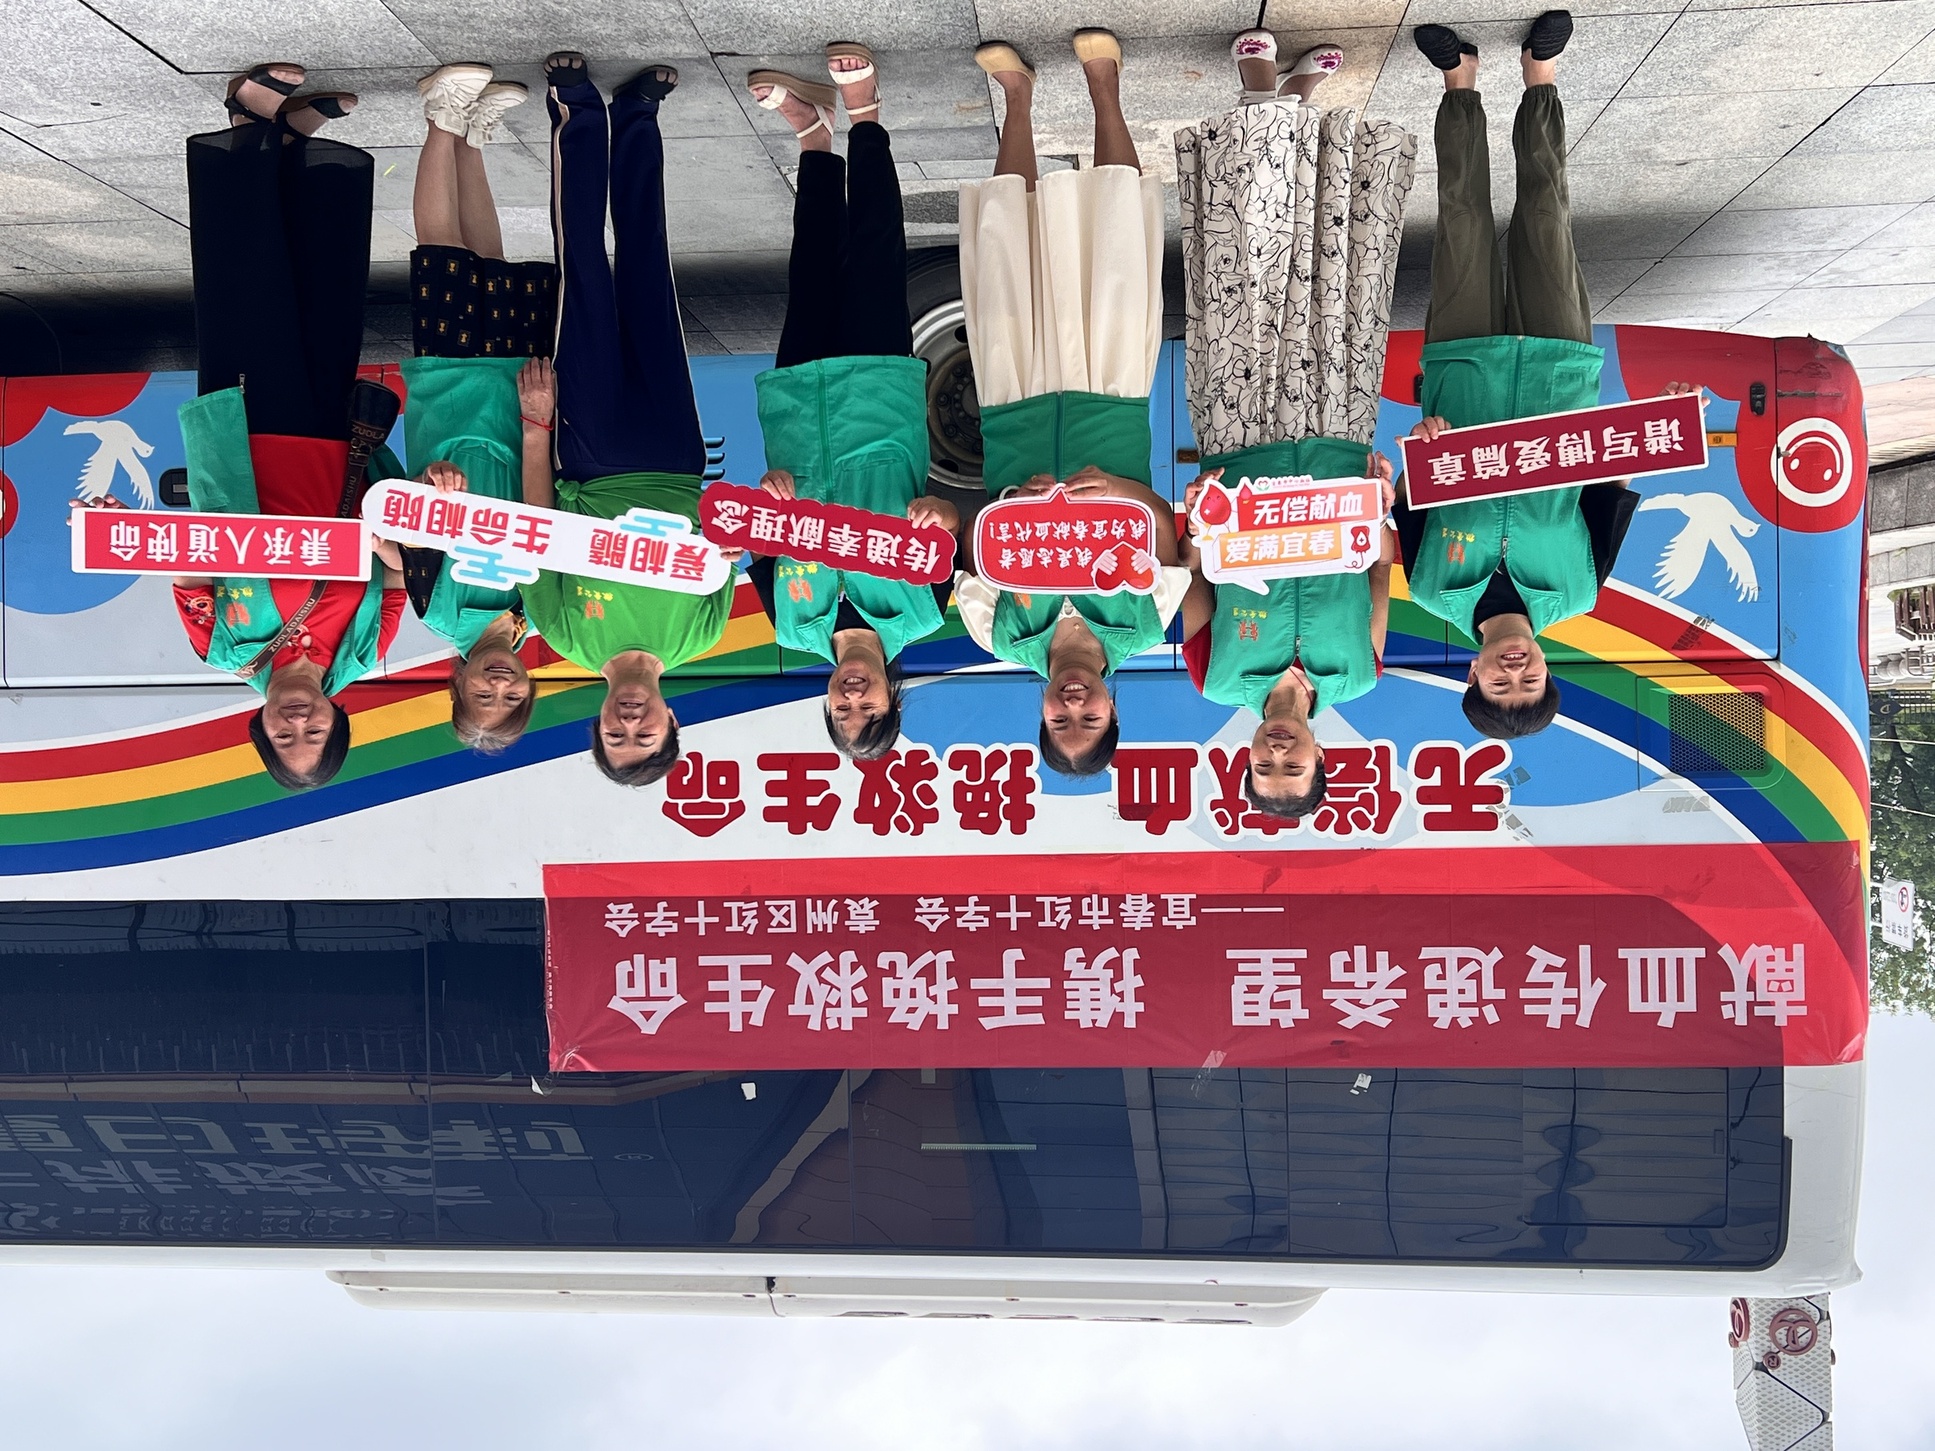 献血传递希望 携手挽救生命
——宜春市红十字会 袁州区红十字会
无偿献血 挽救生命
谱写博爱篇章
无偿献血
爱满宜春
我是志愿者
我为宜春献血代言!
传递奉献理念
爱相随 生命相随
秉承人道使命